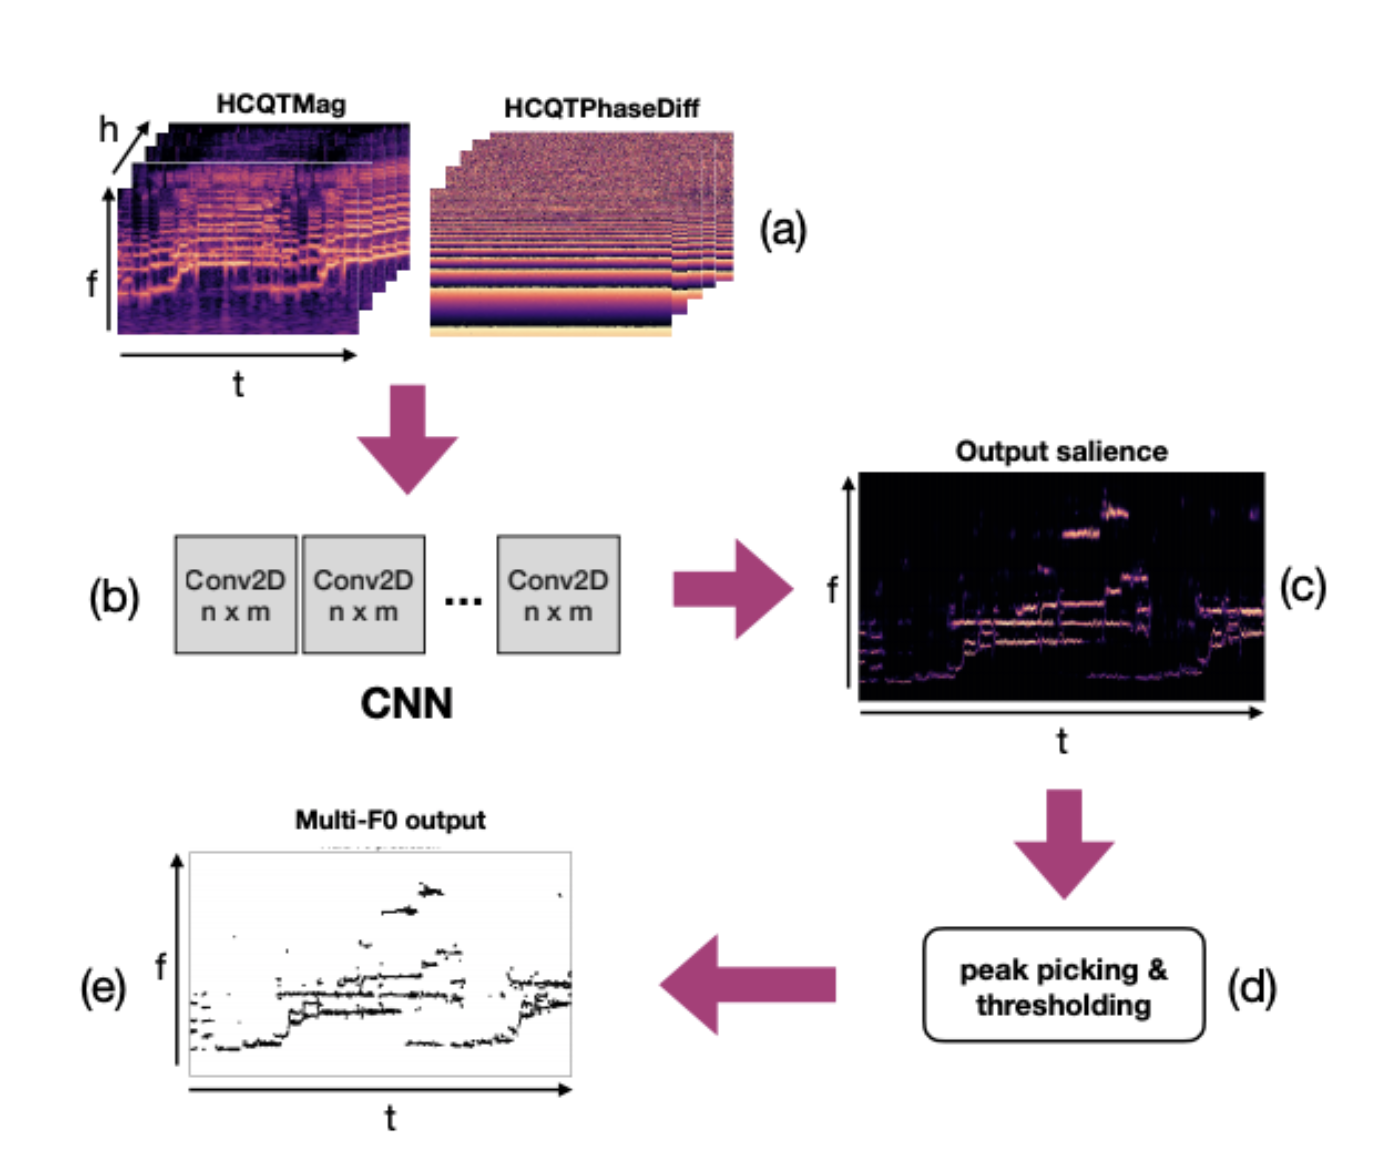 HCQTMag
HCQTPhaseDiff
h
f
t
(a)
(b)
Conv2D
n x m
Conv2D
n x m
...
Conv2D
n x m
CNN
Output salience
f
t
(c)
peak picking &
thresholding
(d)
Multi-F0 output
f
t
(e)